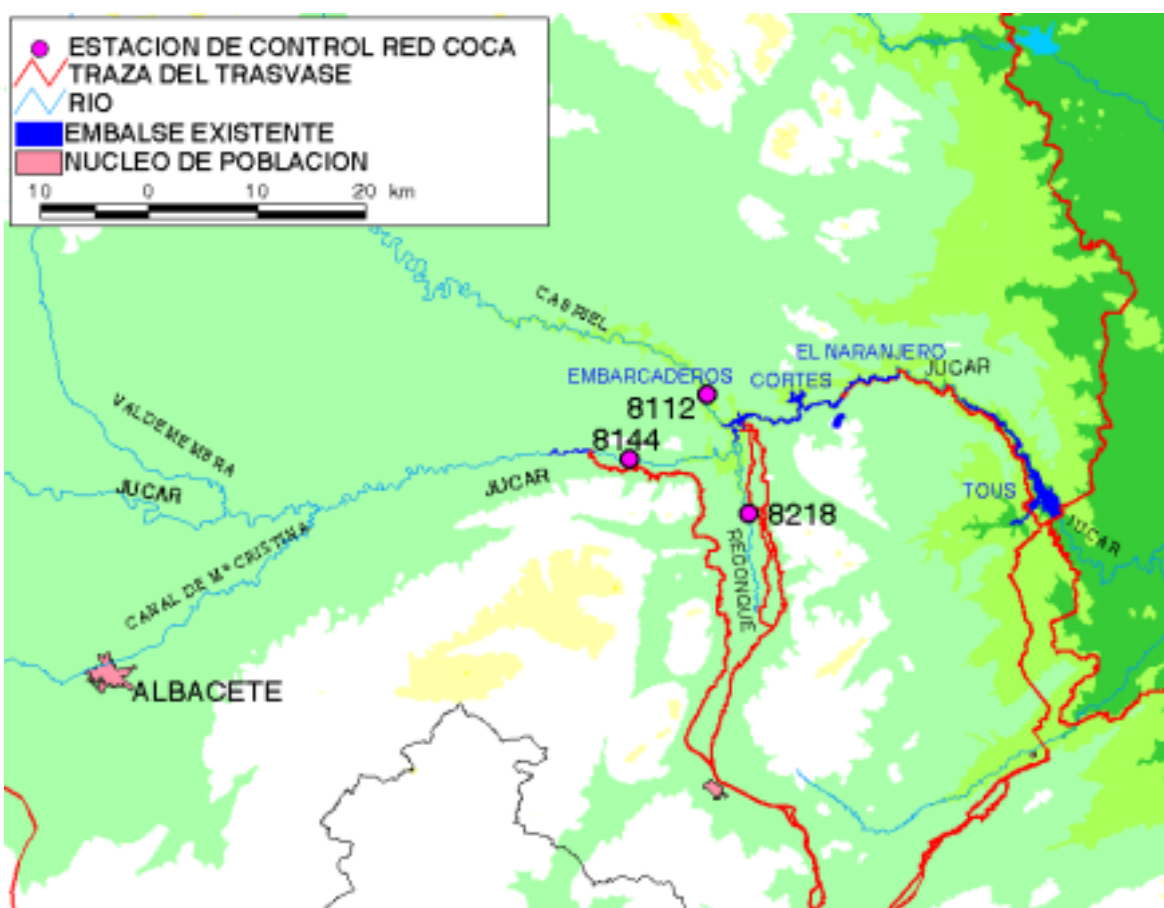 ESTACION DE CONTROL RED COCA
TRAZA DEL TRASVASE
RIO
EMBALSE EXISTENTE
NUCLEO DE POBLACION
10 0 10 20 km
CABRIEL
EL NARANJERO
JUCAR
EMBARCADEROS
CORTES
8112
VALDEMEMBRA
8144
JUCAR
JUCAR
TOUS
8218
JUCAR
REDONQUE
CANAL DE Mª CRISTINA
ALBACETE